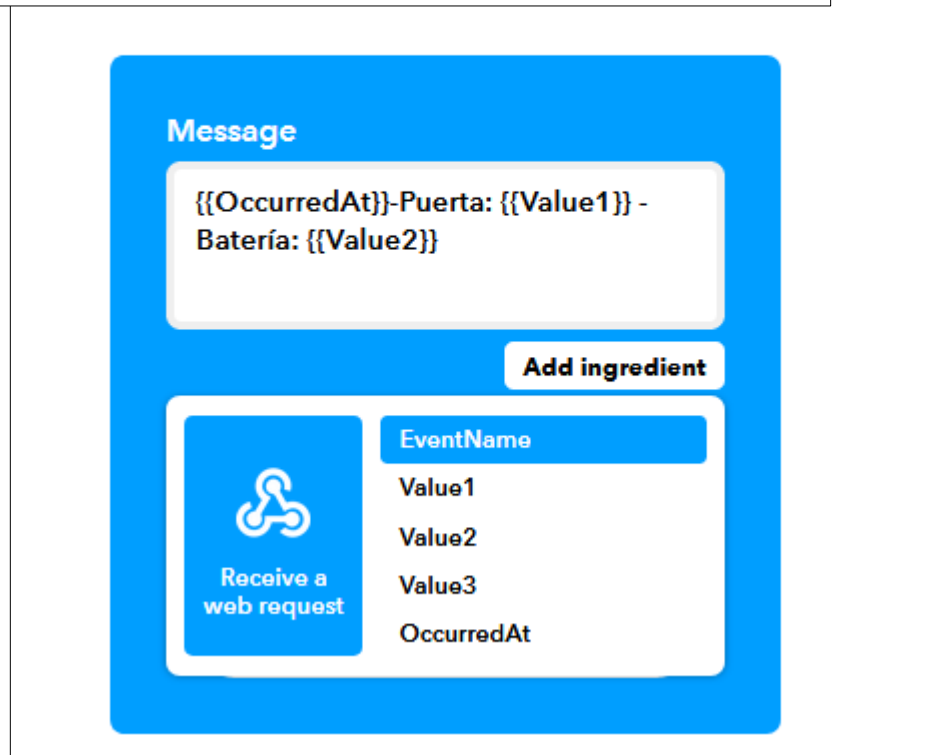 Message
{{OccurredAt}}-Puerta: {{Value1}} -
Batería: {{Value2}}
Add ingredient
Receive a
web request
EventName
Value1
Value2
Value3
OccurredAt